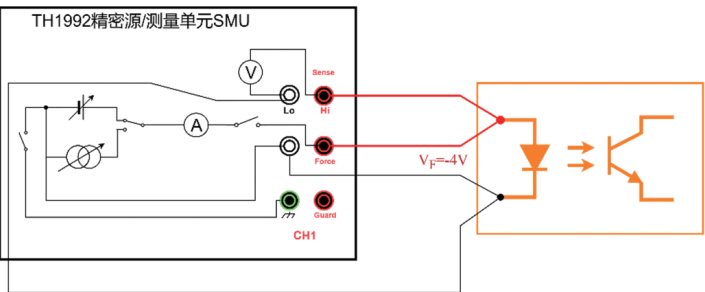 TH1992精密源/测量单元SMU
V
Sense
Lo
Hi
A
Force
VF=-4V
Guard
CH1